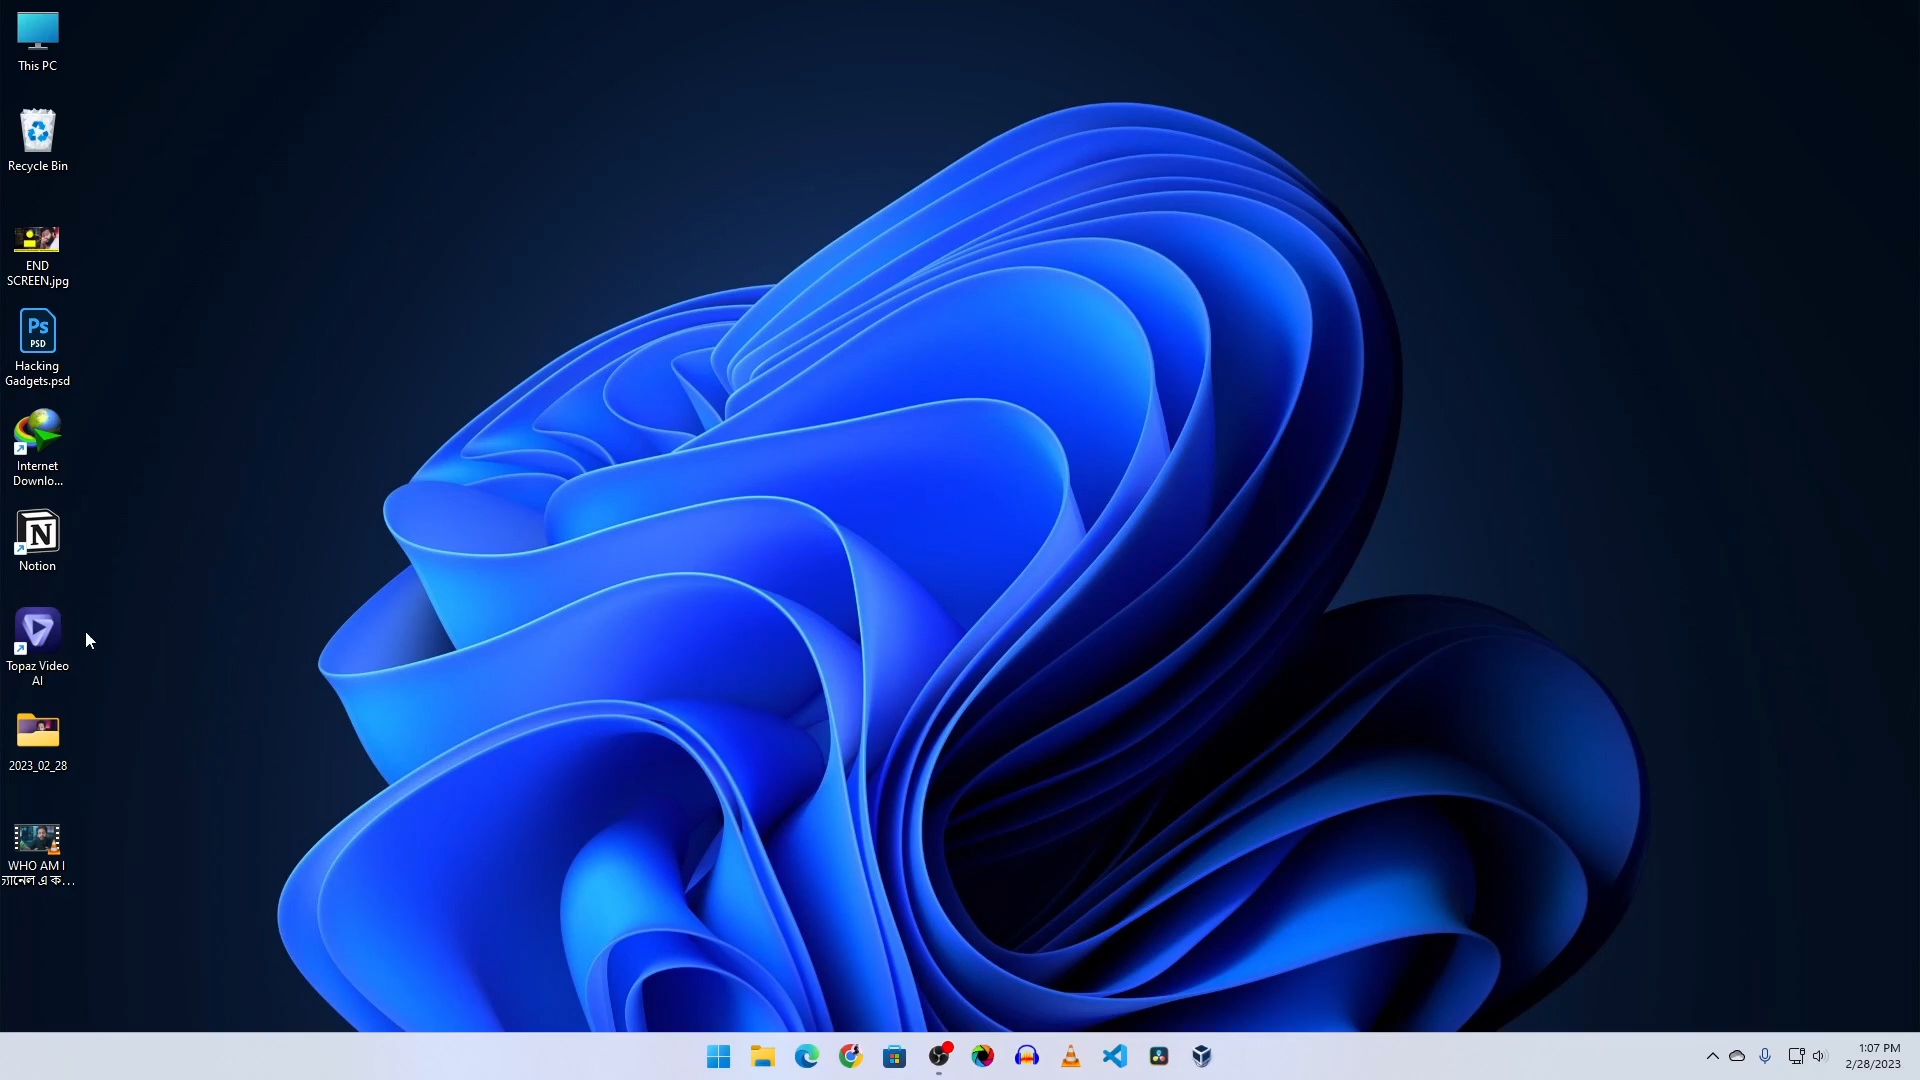 This PC
Recycle Bin
END
SCREEN.jpg
Ps
PSD
Hacking
Gadgets.psd
Internet
Downlo...
Notion
Topaz Video
AI
2023_02_28
WHO AM I
্যানেল এ ক...
1:07 PM
2/28/2023